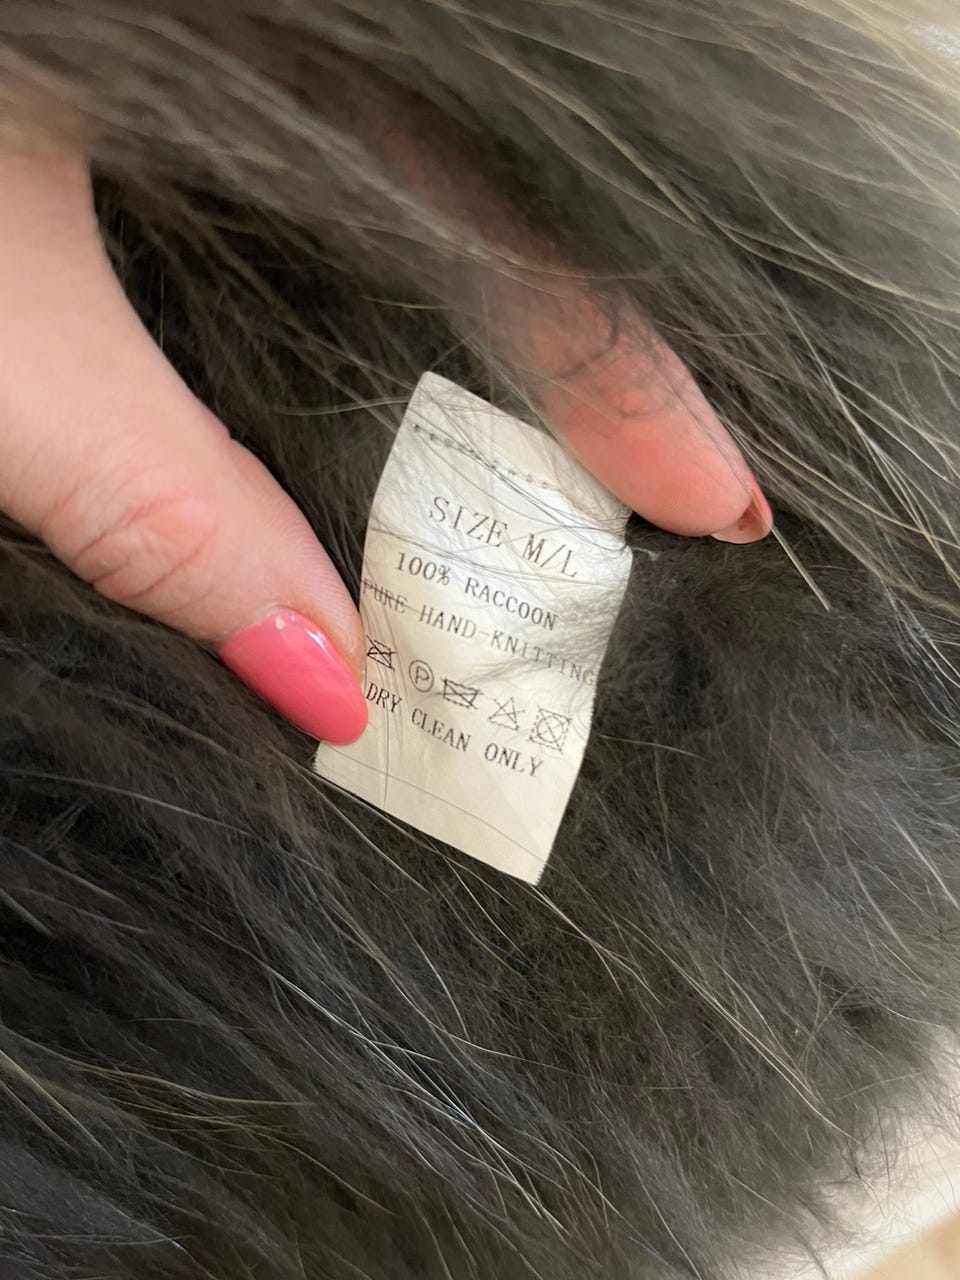 SIZE M/L
100% RACCOON
PURE HAND-KNITTING
P
DRY CLEAN ONLY